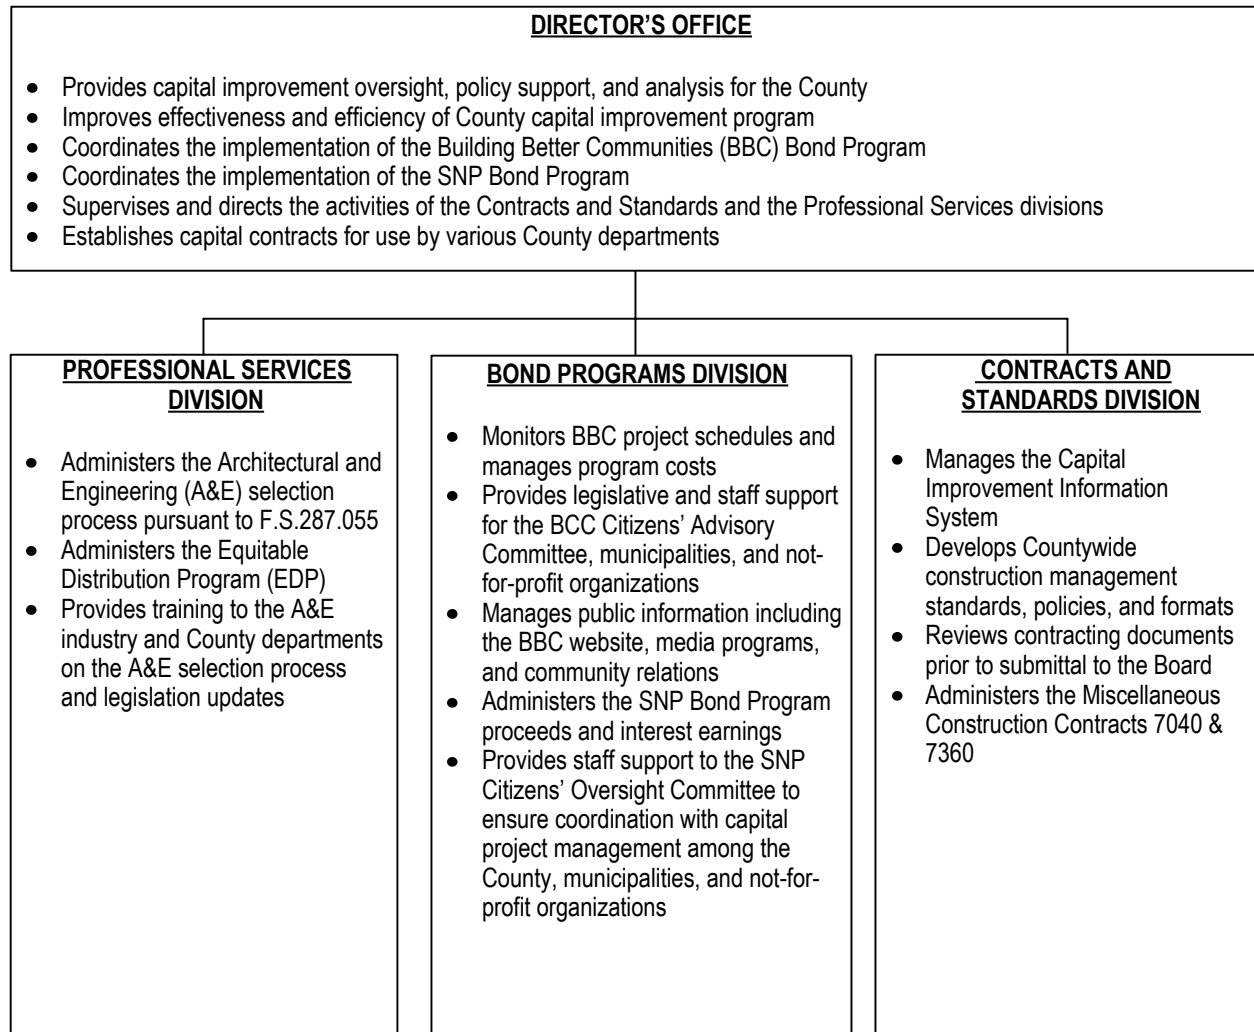 DIRECTOR'S OFFICE
● Provides capital improvement oversight, policy support, and analysis for the County
● Improves effectiveness and efficiency of County capital improvement program
● Coordinates the implementation of the Building Better Communities (BBC) Bond Program
● Coordinates the implementation of the SNP Bond Program
● Supervises and directs the activities of the Contracts and Standards and the Professional Services divisions
● Establishes capital contracts for use by various County departments
PROFESSIONAL SERVICES
DIVISION
● Administers the Architectural and
Engineering (A&E) selection
process pursuant to F.S.287.055
● Administers the Equitable
Distribution Program (EDP)
● Provides training to the A&E
industry and County departments
on the A&E selection process
and legislation updates
BOND PROGRAMS DIVISION
● Monitors BBC project schedules and
manages program costs
● Provides legislative and staff support
for the BCC Citizens' Advisory
Committee, municipalities, and not-
for-profit organizations
● Manages public information including
the BBC website, media programs,
and community relations
● Administers the SNP Bond Program
proceeds and interest earnings
● Provides staff support to the SNP
Citizens' Oversight Committee to
ensure coordination with capital
project management among the
County, municipalities, and not-for-
profit organizations
CONTRACTS AND
STANDARDS DIVISION
● Manages the Capital
Improvement Information
System
● Develops Countywide
construction management
standards, policies, and formats
● Reviews contracting documents
prior to submittal to the Board
● Administers the Miscellaneous
Construction Contracts 7040 &
7360